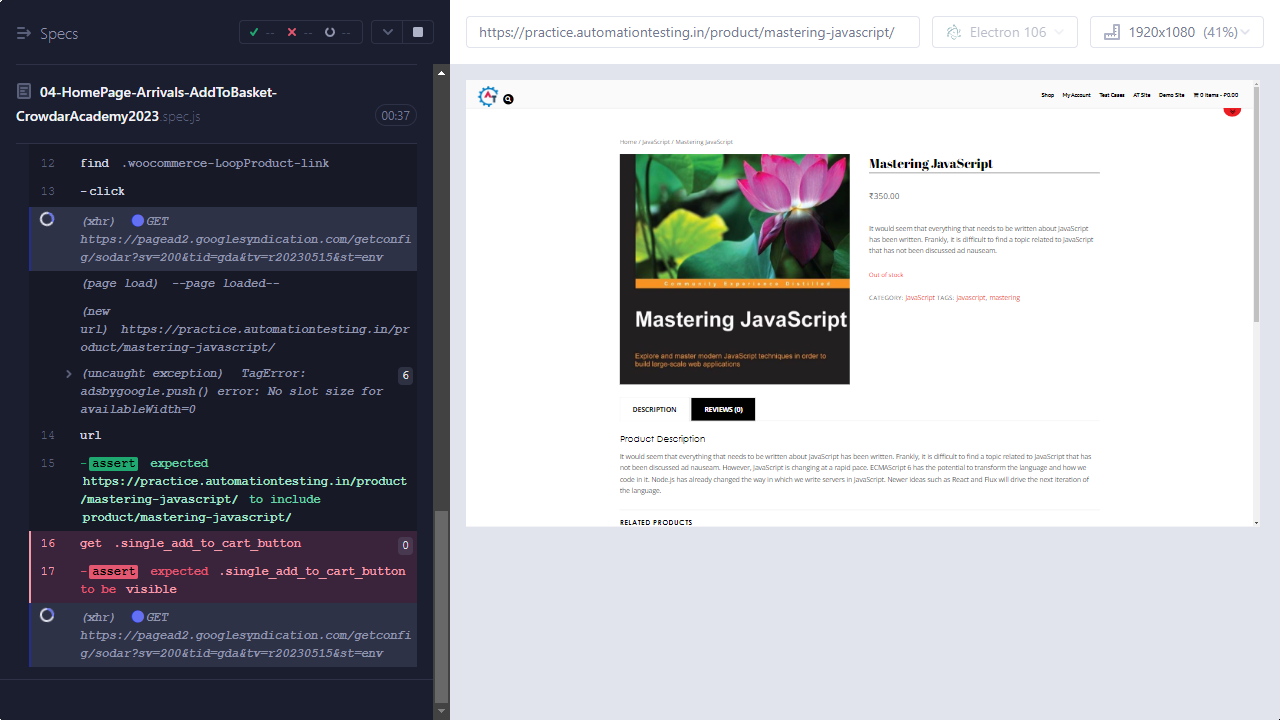 Specs
--
--
--
04-HomePage-Arrivals-AddToBasket-
CrowdarAcademy2023.spec.js
00:37
12 find .woocommerce-LoopProduct-link
13 -click
(xhr) GET
https://pagead2.googlesyndication.com/getconfi
g/sodar?sv=200&tid=gda&tv=r20230515&st=env
(page load) --page loaded--
(new
url) https://practice.automationtesting.in/pr
oduct/mastering-javascript/
(uncaught exception) TagError: 6
adsbygoogle.push() error: No slot size for
availableWidth=0
14 url
15 -assert expected
https://practice.automationtesting.in/product
/mastering-javascript/ to include
product/mastering-javascript/
16 get .single_add_to_cart_button 0
17 -assert expected .single_add_to_cart_button
to be visible
(xhr) GET
https://pagead2.googlesyndication.com/getconfi
g/sodar?sv=200&tid=gda&tv=r20230515&st=env
https://practice.automationtesting.in/product/mastering-javascript/
Electron 106
1920x1080 (41%)
AT
Shop My Account Test Cases AT Site Demo Site 0 items - ₹0.00
Home / JavaScript / Mastering JavaScript
Community Experience Distilled
Mastering JavaScript
Explore and master modern JavaScript techniques in order to
build large-scale web applications
Mastering JavaScript
₹350.00
It would seem that everything that needs to be written about JavaScript
has been written. Frankly, it is difficult to find a topic related to JavaScript
that has not been discussed ad nauseam.
Out of stock
CATEGORY: JavaScript TAGS: javascript, mastering
DESCRIPTION
REVIEWS (0)
Product Description
It would seem that everything that needs to be written about JavaScript has been written. Frankly, it is difficult to find a topic related to JavaScript that has
not been discussed ad nauseam. However, JavaScript is changing at a rapid pace. ECMAScript 6 has the potential to transform the language and how we
code in it. Node.js has already changed the way in which we write servers in JavaScript. Newer ideas such as React and Flux will drive the next iteration of
the language.
RELATED PRODUCTS